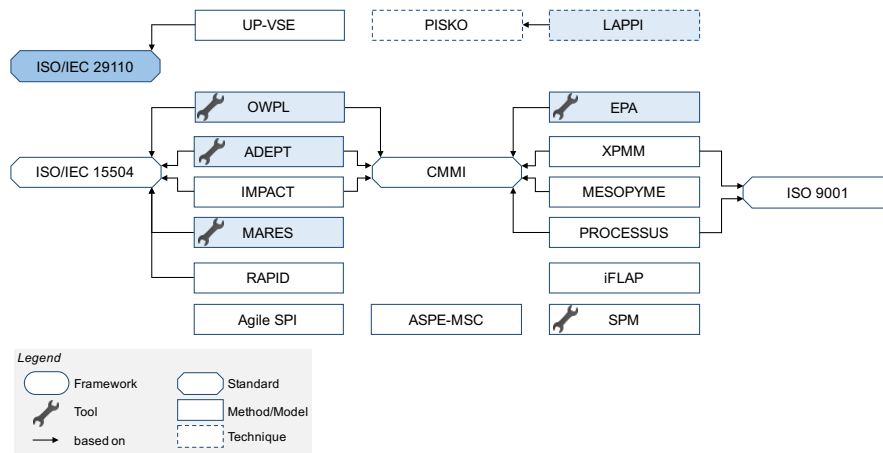 UP-VSE
PISKO
LAPPI
ISO/IEC 29110
OWPL
EPA
ADEPT
XPMM
ISO/IEC 15504
CMMI
IMPACT
MESOPYME
ISO 9001
MARES
PROCESSUS
RAPID
iFLAP
Agile SPI
ASPE-MSC
SPM
Legend
Framework
Standard
Tool
Method/Model
based on
Technique